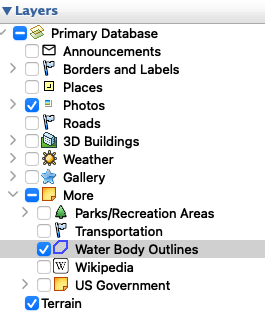 Layers
Primary Database
Announcements
Borders and Labels
Places
Photos
Roads
3D Buildings
Weather
Gallery
More
Parks/Recreation Areas
Transportation
Water Body Outlines
W Wikipedia
US Government
Terrain